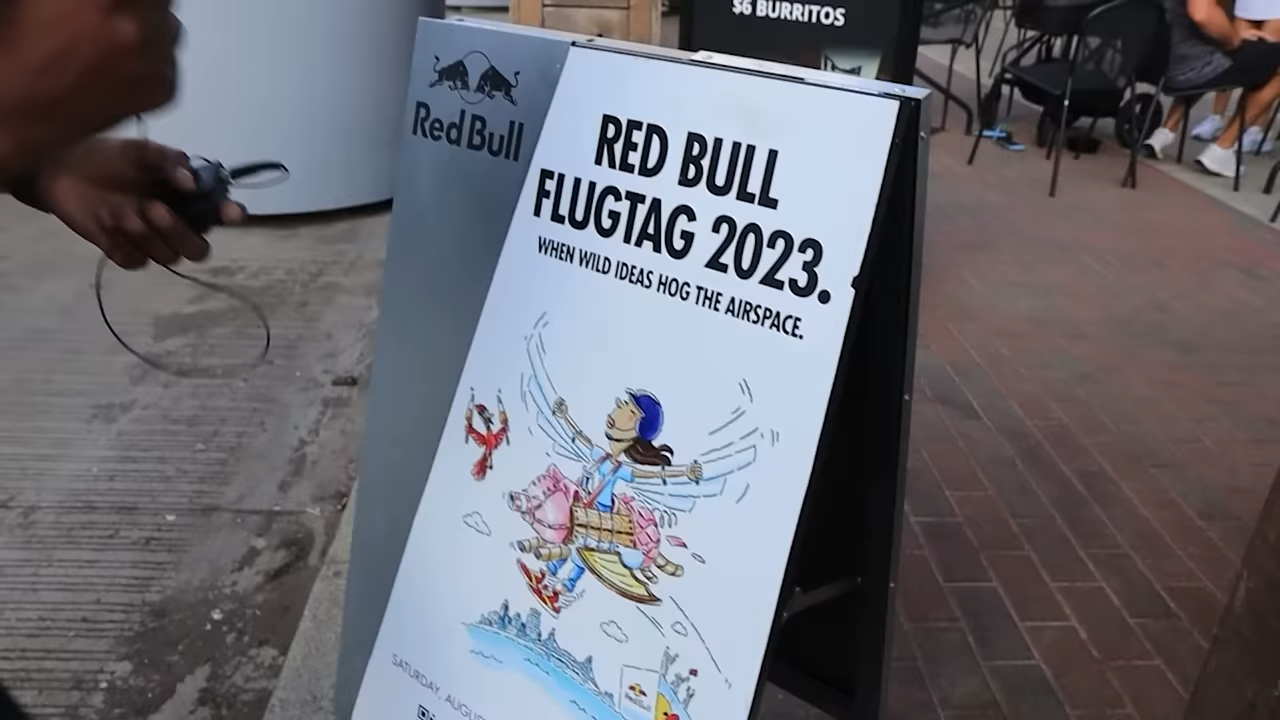 $6 BURRITOS
Red Bull
RED BULL
FLUGTAG 2023.
WHEN WILD IDEAS HOG THE AIRSPACE.
SATURDAY,